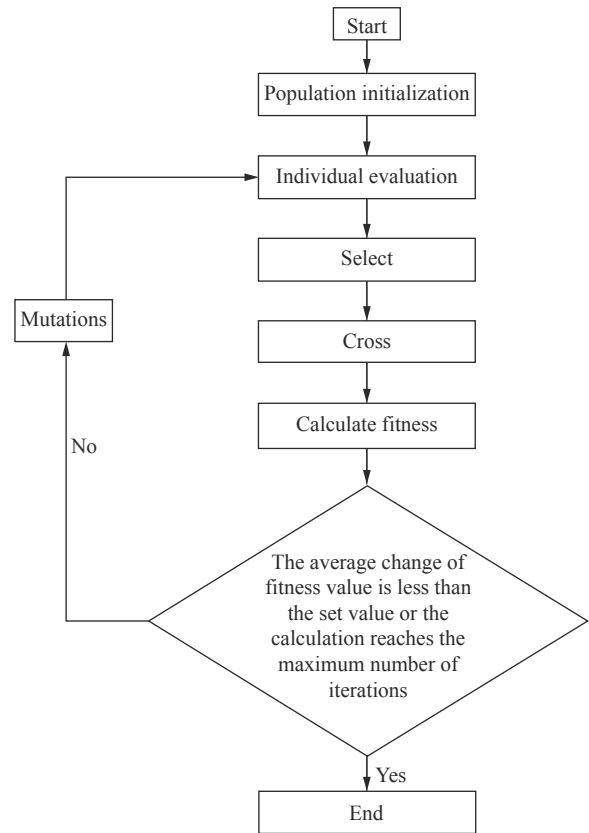 Start
Population initialization
Individual evaluation
Select
Mutations
Cross
Calculate fitness
No
The average change of
fitness value is less than
the set value or the
calculation reaches the
maximum number of
iterations
Yes
End